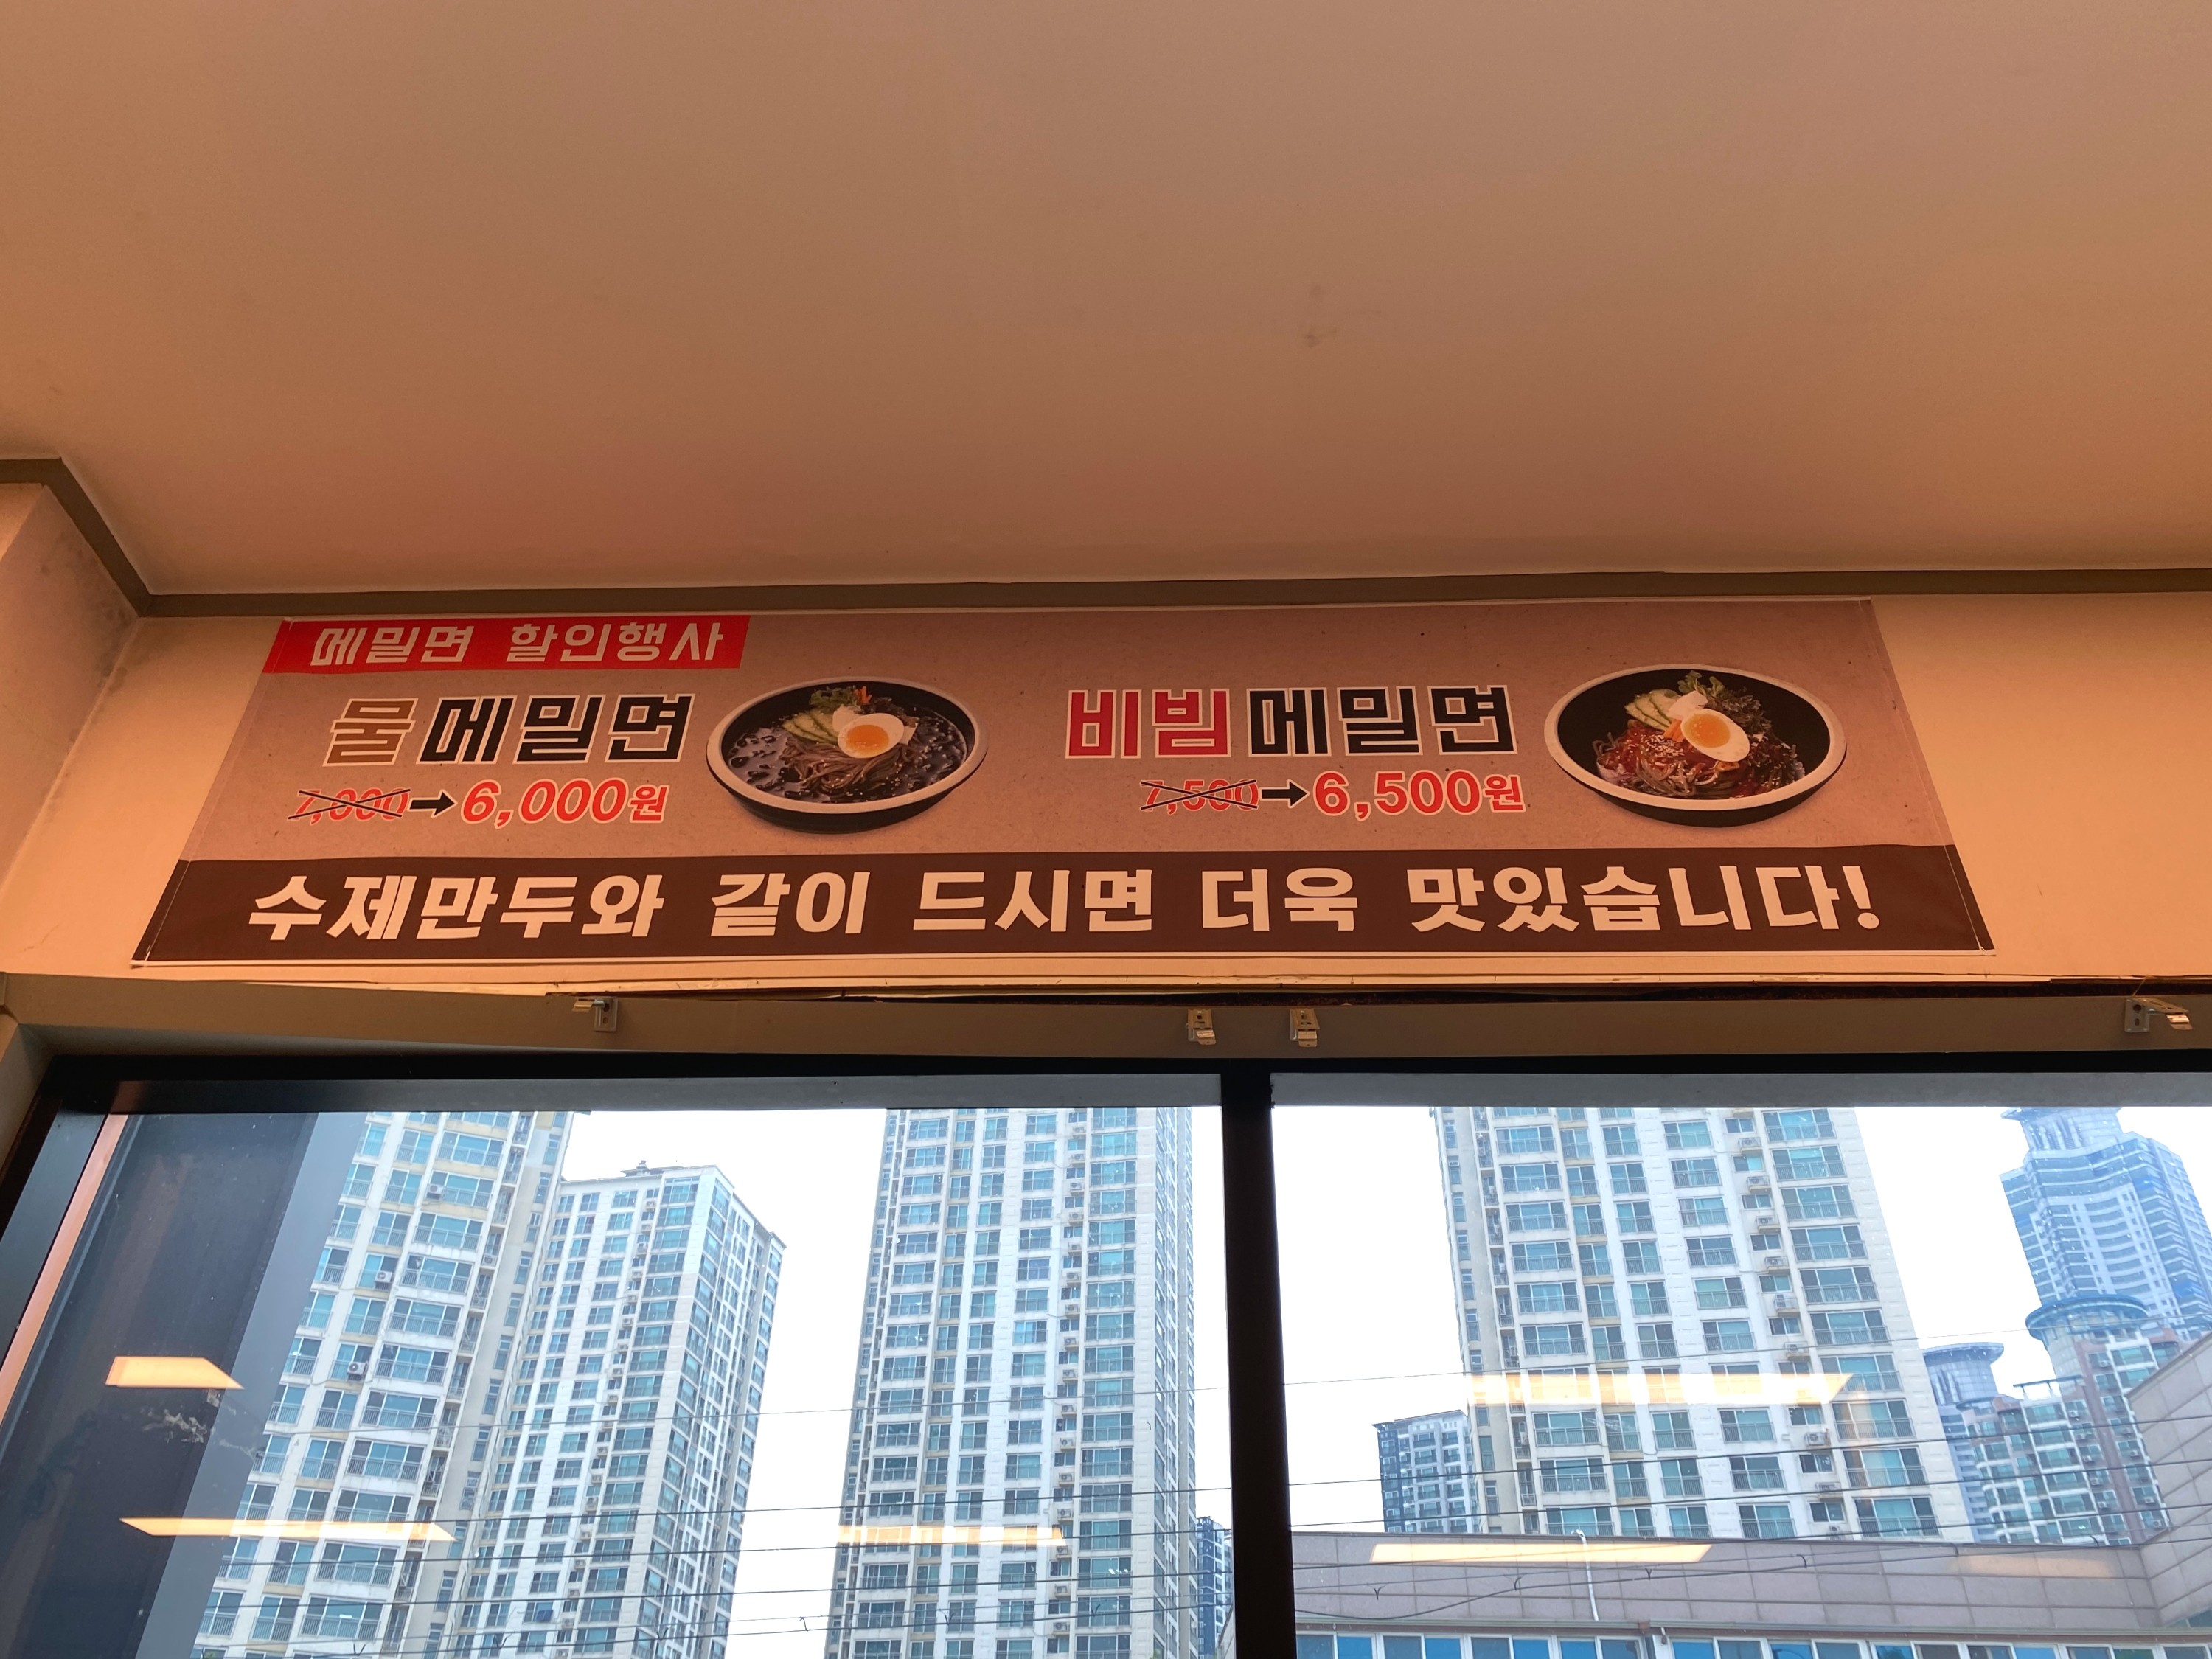 메밀면 할인행사
물메밀면
7,000→6,000원
비빔메밀면
7,500→6,500원
수제만두와 같이 드시면 더욱 맛있습니다!